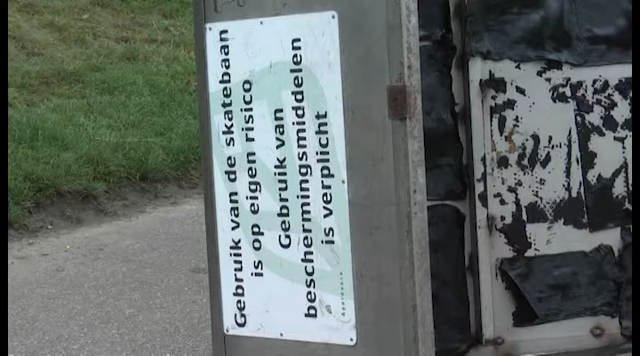 Gebruik van de skatebaan
is op eigen risico
Gebruik van
beschermingsmiddelen
is verplicht